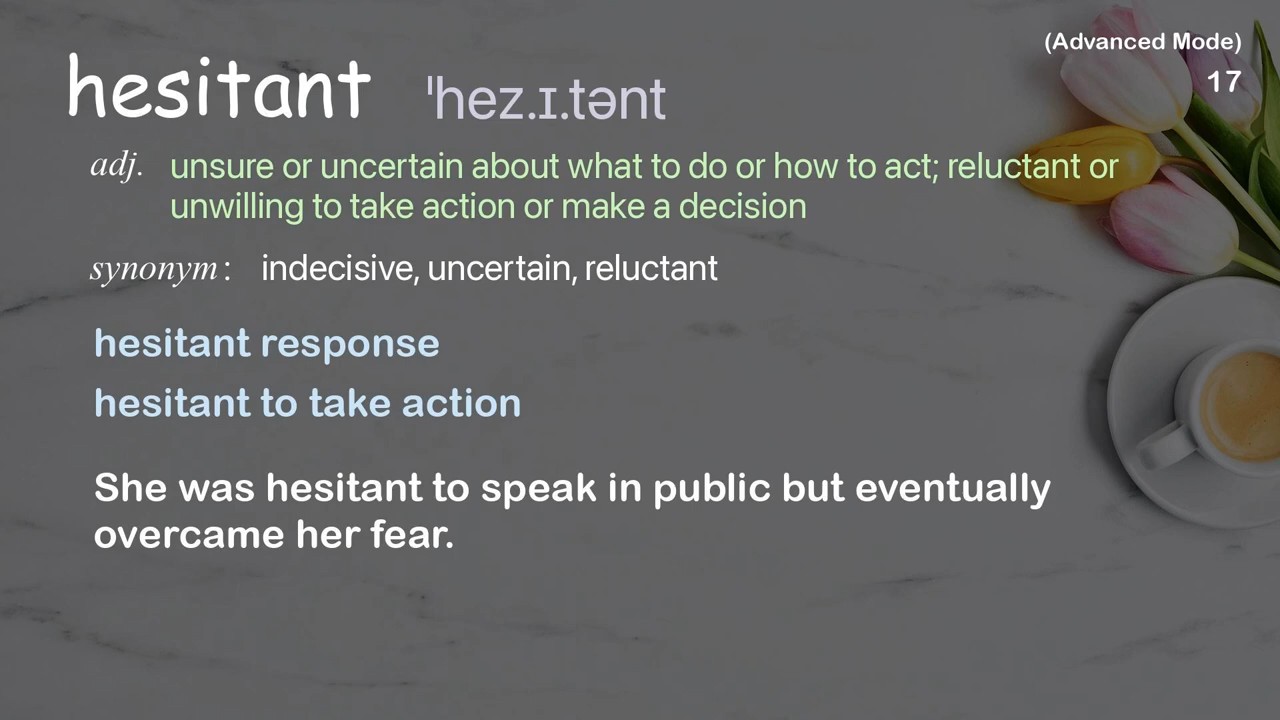 (Advanced Mode)
17
hesitant ˈhez.ɪ.tənt
adj. unsure or uncertain about what to do or how to act; reluctant or
unwilling to take action or make a decision
synonym: indecisive, uncertain, reluctant
hesitant response
hesitant to take action
She was hesitant to speak in public but eventually
overcame her fear.